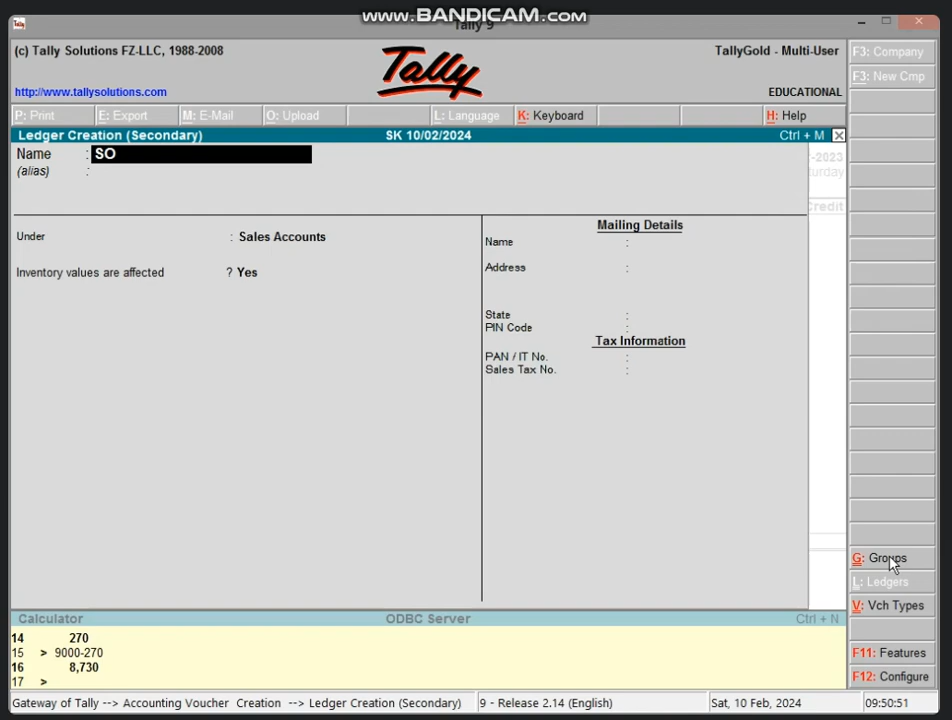 www.BANDICAM.com
Tally 9
(c) Tally Solutions FZ-LLC, 1988-2008
Tally
TallyGold - Multi-User
http://www.tallysolutions.com
EDUCATIONAL
P: Print
E: Export
M: E-Mail
O: Upload
L: Language
K: Keyboard
H: Help
Ledger Creation (Secondary)
SK 10/02/2024
Ctrl + M
Name : SO
(alias) :
Under : Sales Accounts
Inventory values are affected ? Yes
Mailing Details
Name :
Address :
State :
PIN Code :
Tax Information
PAN / IT No. :
Sales Tax No. :
-2023
urday
Credit
F3: Company
F3: New Cmp
G: Groups
L: Ledgers
V: Vch Types
F11: Features
F12: Configure
Calculator
ODBC Server
Ctrl + N
14 270
15 > 9000-270
16 8,730
17 >
Gateway of Tally --> Accounting Voucher Creation --> Ledger Creation (Secondary)
9 - Release 2.14 (English)
Sat, 10 Feb, 2024
09:50:51